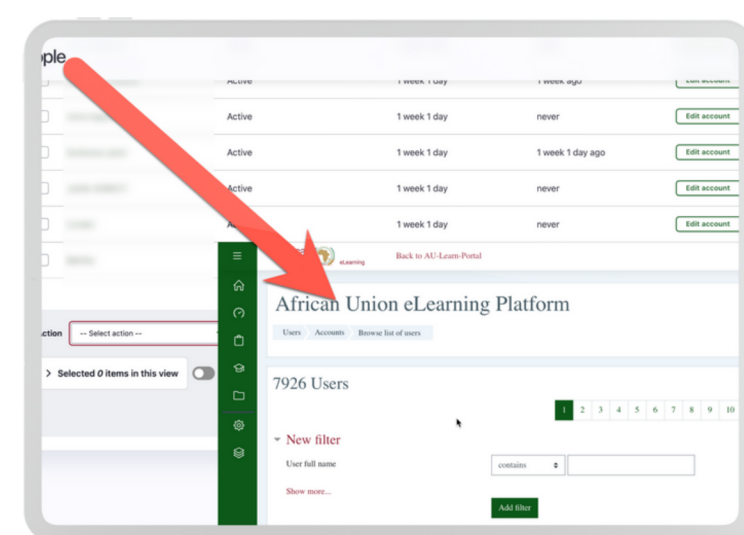 ople
Active 1 week 1 day 1 week ago Edit account
Active 1 week 1 day never Edit account
Active 1 week 1 day 1 week 1 day ago Edit account
Active 1 week 1 day never Edit account
1 week 1 day never Edit account
eLearning Back to AU-Learn-Portal
African Union eLearning Platform
Users Accounts Browse list of users
ction -- Select action --
Selected 0 items in this view
7926 Users
1 2 3 4 5 6 7 8 9 10
New filter
User full name contains
Show more...
Add filter